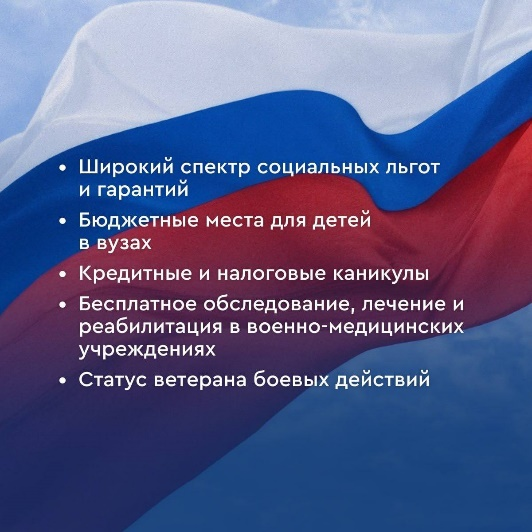 • Широкий спектр социальных льгот
и гарантий
• Бюджетные места для детей
в вузах
• Кредитные и налоговые каникулы
• Бесплатное обследование, лечение и
реабилитация в военно-медицинских
учреждениях
• Статус ветерана боевых действий